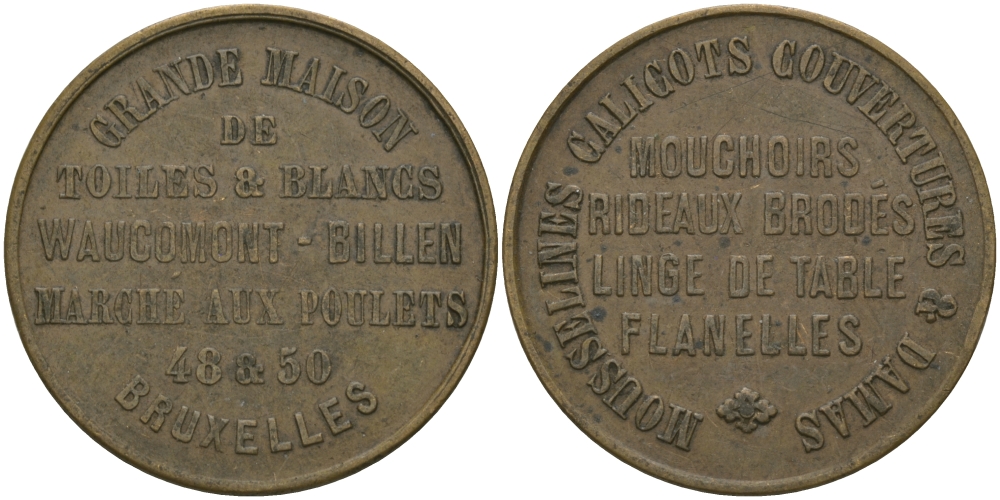 GRANDE MAISON
DE
TOILES & BLANCS
WAUCOMONT - BILLEN
MARCHE AUX POULETS
48 & 50
BRUXELLES
MOUSSELINES CALICOTS COUVERTURES & DAMAS
MOUCHOIRS
RIDEAUX BRODÉS
LINGE DE TABLE
FLANELLES